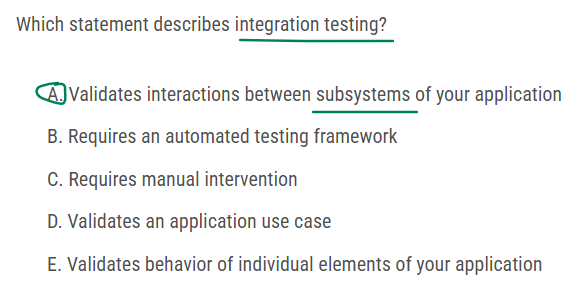 Which statement describes integration testing?
A. Validates interactions between subsystems of your application
B. Requires an automated testing framework
C. Requires manual intervention
D. Validates an application use case
E. Validates behavior of individual elements of your application